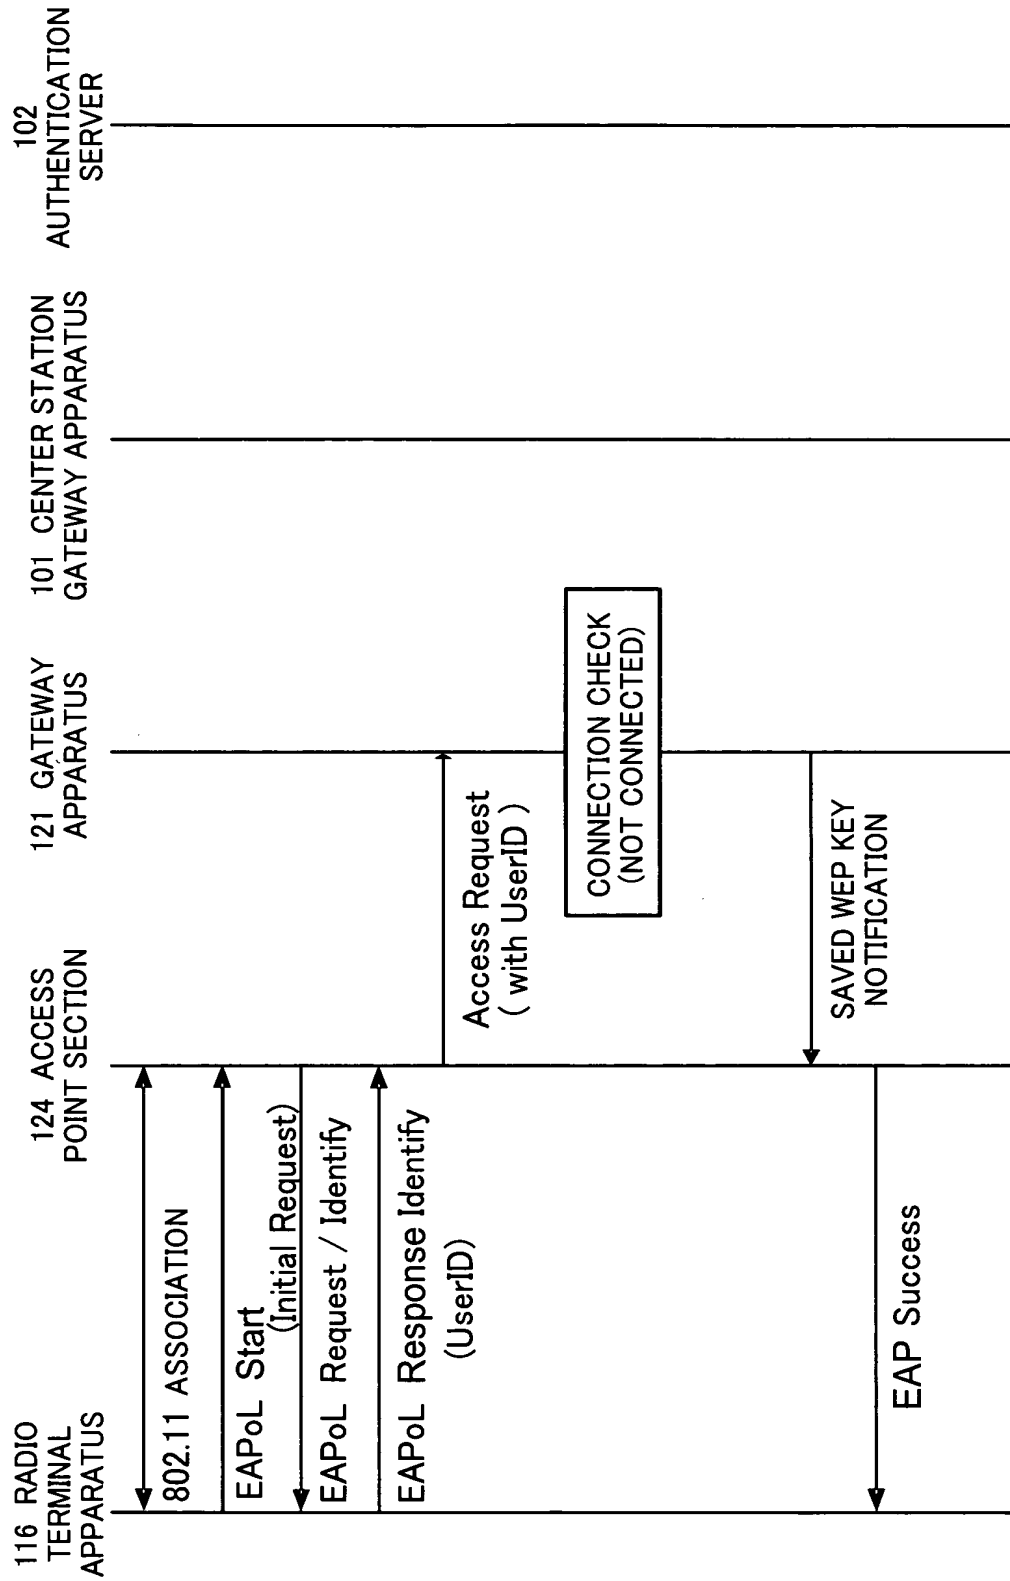 116 RADIO
TERMINAL
APPARATUS
124 ACCESS
POINT SECTION
121 GATEWAY
APPARATUS
101 CENTER STATION
GATEWAY APPARATUS
102
AUTHENTICATION
SERVER
802.11 ASSOCIATION
EAPoL Start
(Initial Request)
EAPoL Request / Identify
EAPoL Response Identify
(UserID)
Access Request
( with UserID )
CONNECTION CHECK
(NOT CONNECTED)
SAVED WEP KEY
NOTIFICATION
EAP Success